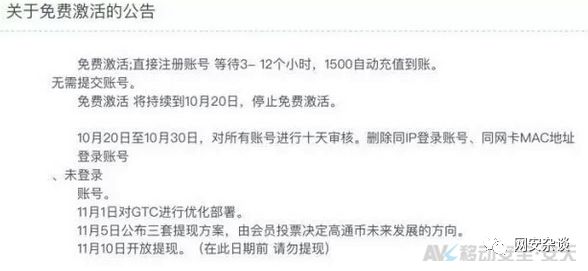 关于免费激活的公告
免费激活;直接注册账号 等待3- 12个小时，1500自动充值到账。
无需提交账号。
免费激活 将持续到10月20日，停止免费激活。
10月20日至10月30日，对所有账号进行十天审核。删除同IP登录账号、同网卡MAC地址
登录账号
、未登录
账号。
11月1日对GTC进行优化部署。
11月5日公布三套提现方案，由会员投票决定高通币未来发展的方向。
11月10日开放提现。（在此日期前 请勿提现）
AVL移动安全·安天
网安杂谈